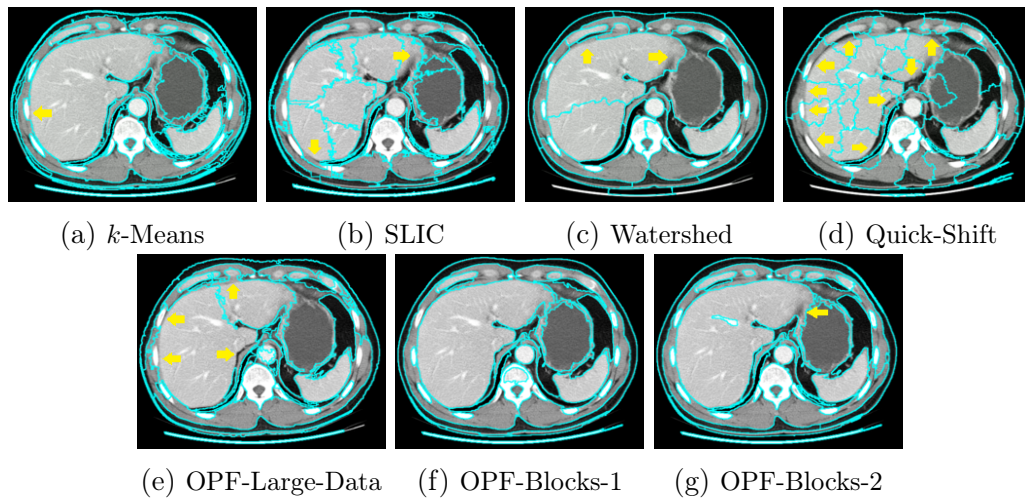 (a) k-Means (b) SLIC (c) Watershed (d) Quick-Shift
(e) OPF-Large-Data (f) OPF-Blocks-1 (g) OPF-Blocks-2